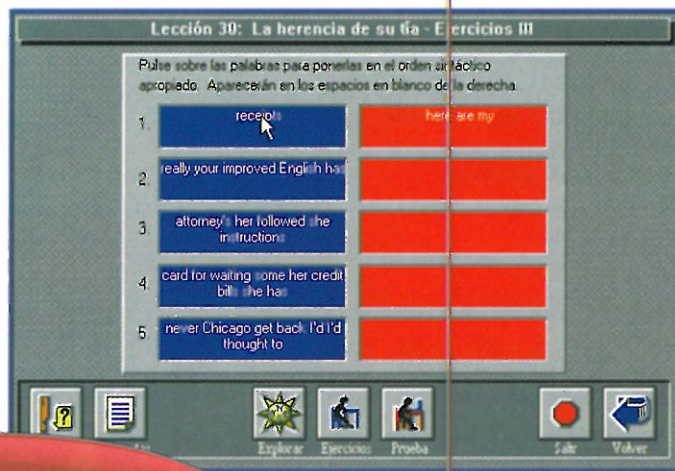 Lección 30: La herencia de su tía - Ejercicios III
Pulse sobre las palabras para ponerlas en el orden sintáctico
apropiado. Aparecerán en los espacios en blanco de la derecha.
1. receipts
here are my
2. really your improved English has
3. attorney's her followed she
instructions
4. card for waiting some her credit
bills she has
5. never Chicago get back I'd I'd
thought to
Explorar Ejercicios Prueba Salir Volver